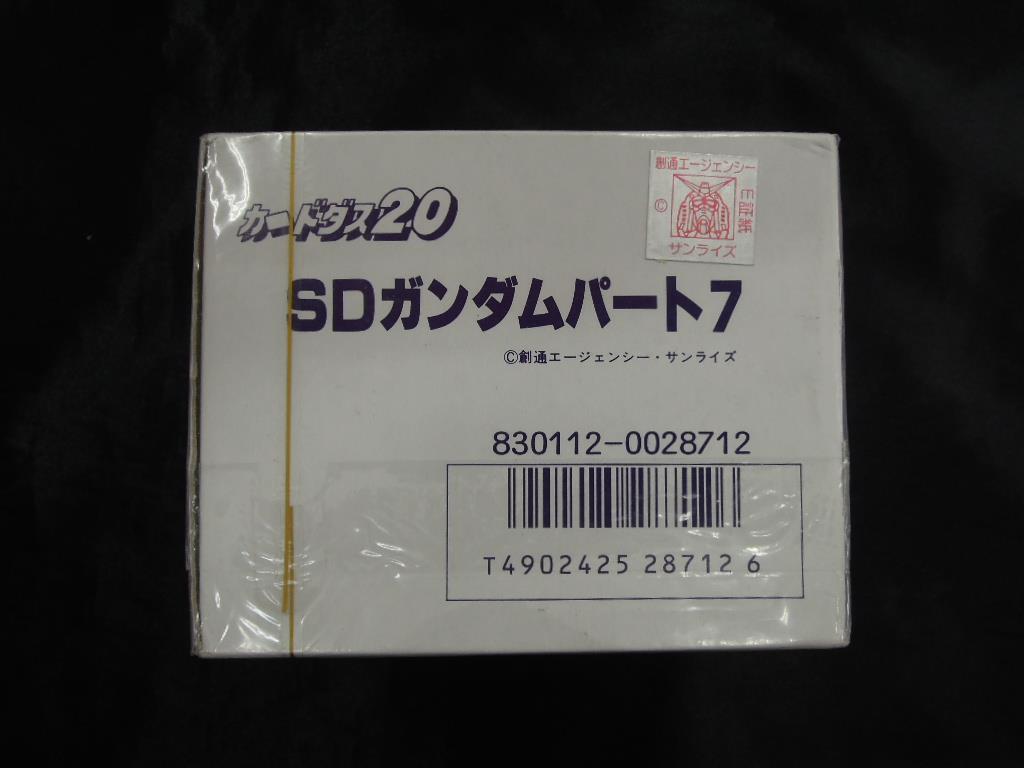 カードダス20
創通エージェンシー
©
証紙
サンライズ
SDガンダムパート7
©創通エージェンシー・サンライズ
830112-0028712
T4902425 28712 6